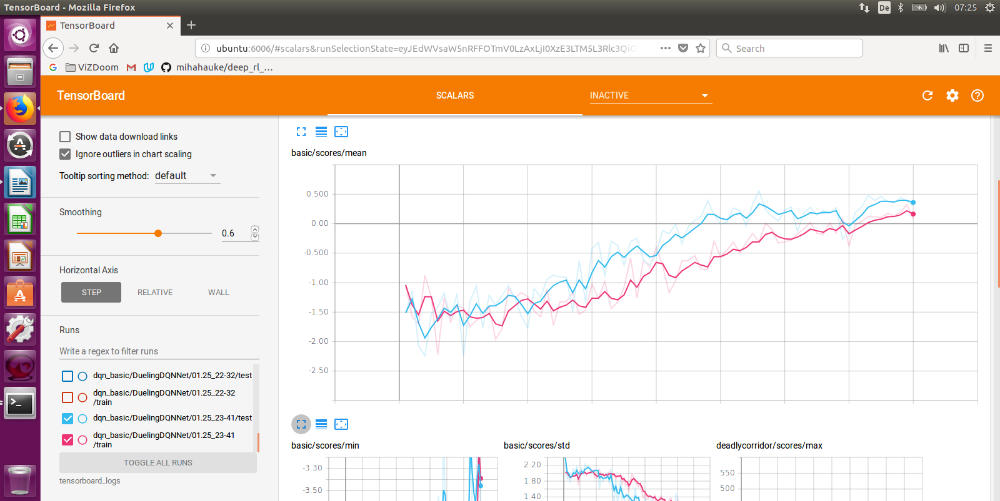 TensorBoard - Mozilla Firefox
De
07:25
TensorBoard
ubuntu:6006/#scalars&runSelectionState=eyJEdWVsaW5nRFFOTmV0LzAxLjI0XzE3LTM5L3Rlc3QiO
Search
ViZDoom
mihahauke/deep_rl_...
TensorBoard
SCALARS
INACTIVE
Show data download links
Ignore outliers in chart scaling
Tooltip sorting method: default
Smoothing
0.6
Horizontal Axis
STEP
RELATIVE
WALL
Runs
Write a regex to filter runs
dqn_basic/DuelingDQNNet/01.25_22-32/test
dqn_basic/DuelingDQNNet/01.25_22-32
/train
dqn_basic/DuelingDQNNet/01.25_23-41/test
dqn_basic/DuelingDQNNet/01.25_23-41
/train
TOGGLE ALL RUNS
tensorboard_logs
basic/scores/mean
0.500
0.00
-0.500
-1.00
-1.50
-2.00
-2.50
basic/scores/min
-3.30
-3.50
basic/scores/std
2.20
1.80
1.40
deadlycorridor/scores/max
550
500